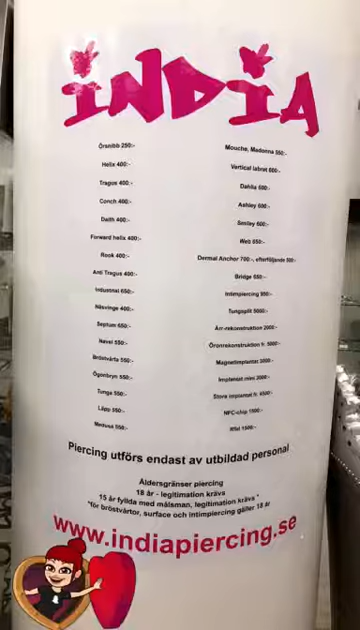 INDIA
Örsnibb 250:-
Helix 400:-
Tragus 400:-
Conch 400:-
Daith 400:-
Forward helix 400:-
Rook 400:-
Anti Tragus 400:-
Industrial 650:-
Näsvinge 400:-
Septum 650:-
Navel 550:-
Bröstvårta 550:-
Ögonbryn 550:-
Tunga 550:-
Läpp 550:-
Medusa 550:-
Mouche, Madonna 550:-
Vertical labret 600:-
Dahlia 600:-
Ashley 600:-
Smiley 600:-
Web 650:-
Dermal Anchor 700:-, efterföljande 500:-
Bridge 650:-
Intimpiercing 950:-
Tungsplit 5000:-
Ärr-rekonstruktion 2000:-
Öronrekonstruktion fr. 5000:-
Magnetimplantat 3000:-
Implantat mini 3000:-
Stora implantat fr. 6500:-
NFC-chip 1500:-
Rfid 1500:-
Piercing utförs endast av utbildad personal
Åldersgränser piercing
18 år - legitimation krävs
15 år fyllda med målsman, legitimation krävs *
*för bröstvårtor, surface och intimpiercing gäller 18 år
www.indiapiercing.se